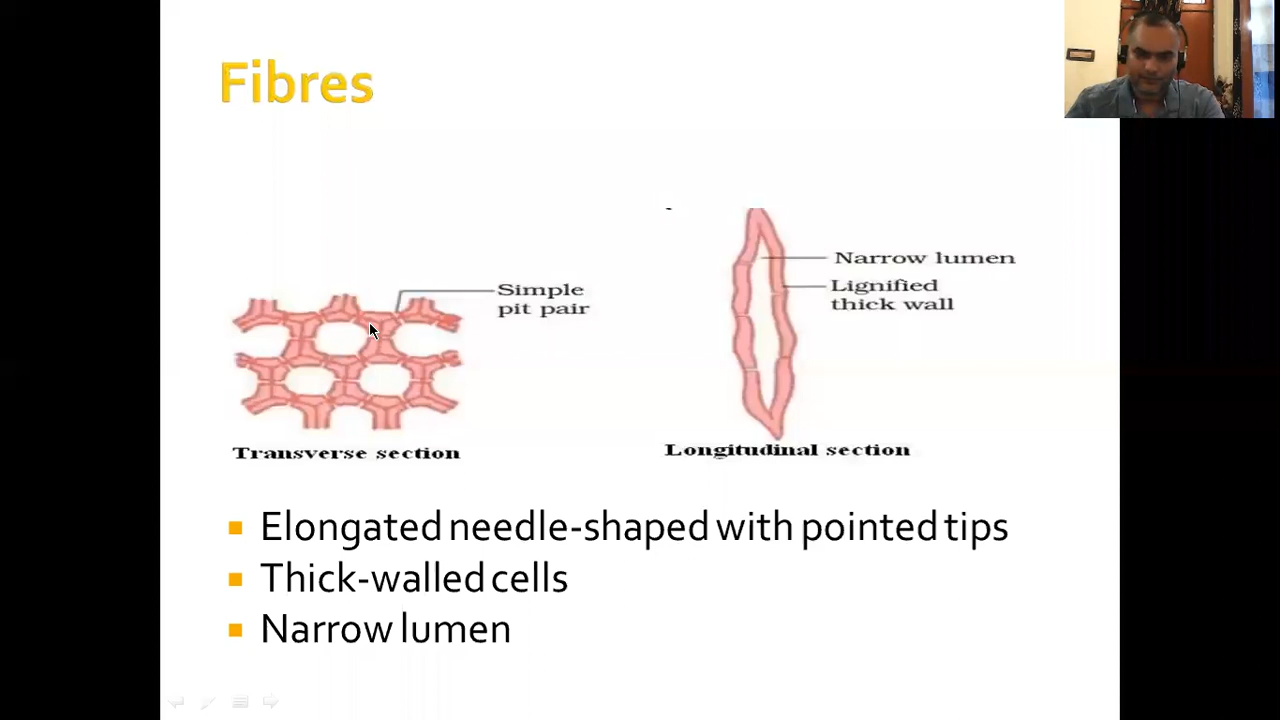 Fibres
Simple
pit pair
Narrow lumen
Lignified
thick wall
Transverse section
Longitudinal section
Elongated needle-shaped with pointed tips
Thick-walled cells
Narrow lumen